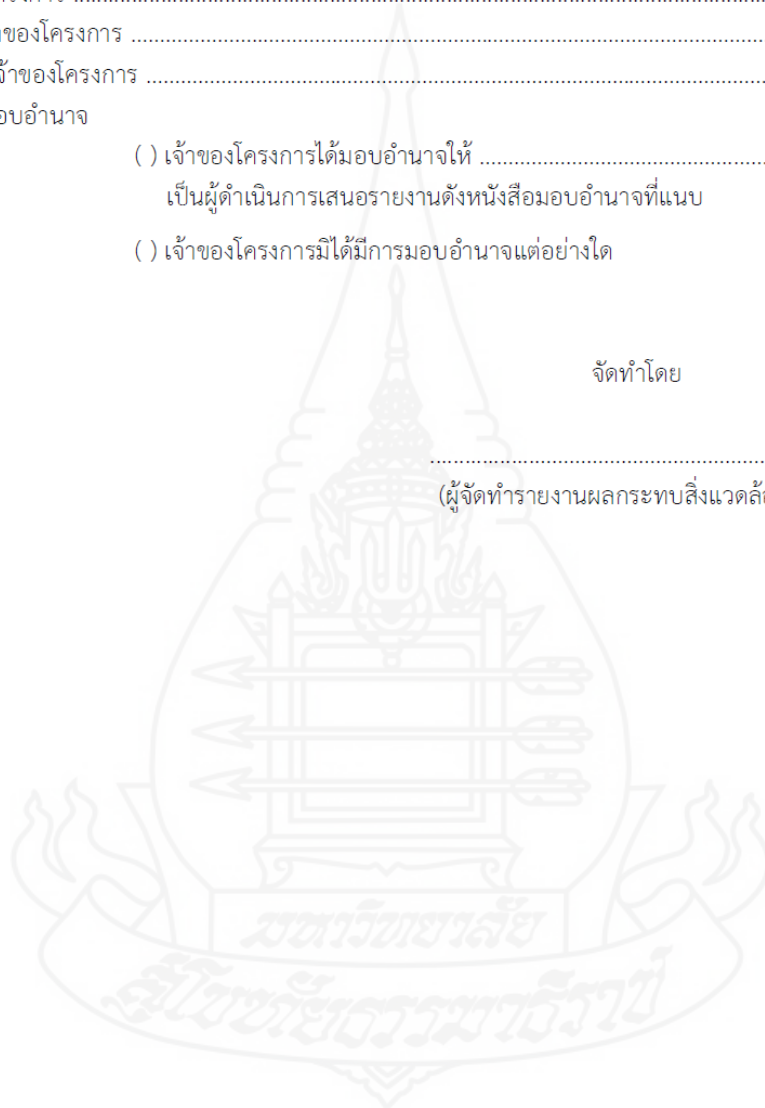 ของโครงการ ....................................................................................................................
จ้าของโครงการ ....................................................................................................................
อบอำนาจ
( ) เจ้าของโครงการได้มอบอำนาจให้ ..................................................
เป็นผู้ดำเนินการเสนอรายงานดังหนังสือมอบอำนาจที่แนบ
( ) เจ้าของโครงการมิได้มีการมอบอำนาจแต่อย่างใด
จัดทำโดย
..........................................................
(ผู้จัดทำรายงานผลกระทบสิ่งแวดล้
มหาวิทยาลัย
สุโขทัยธรรมาธิราช